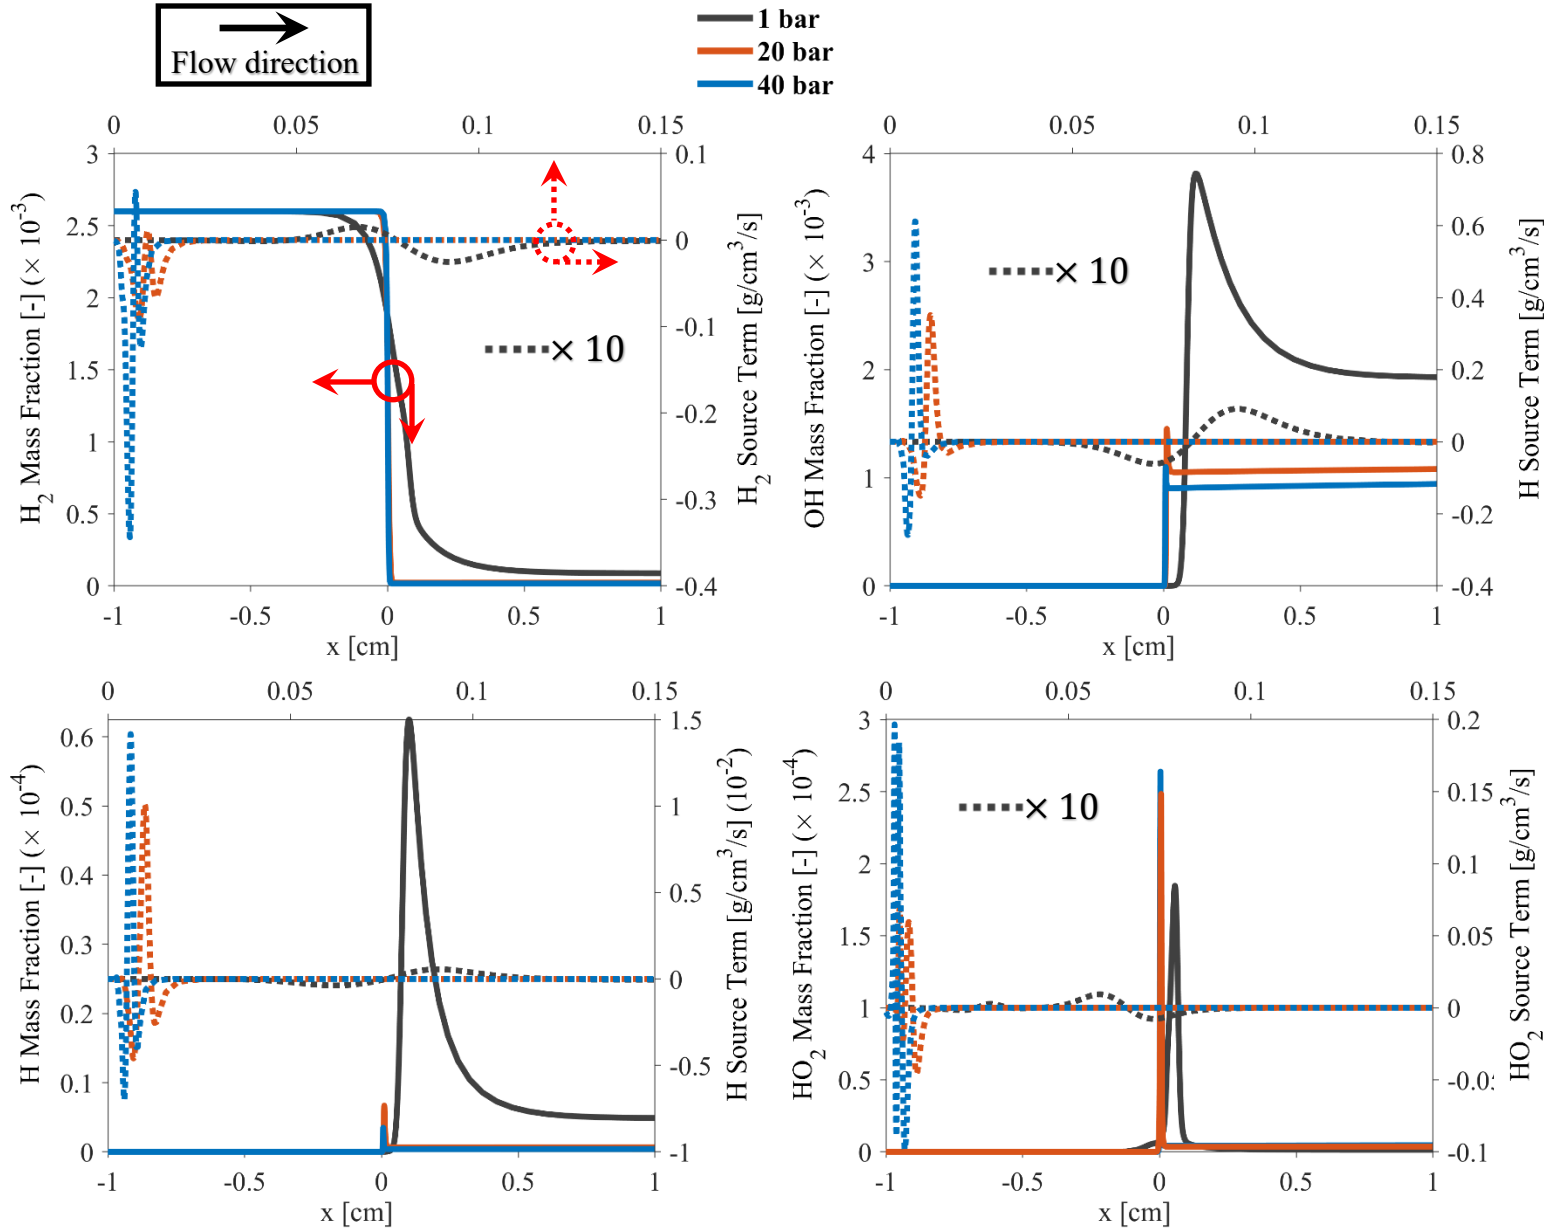 Flow direction
1 bar
20 bar
40 bar
0 0.05 0.1 0.15
3 2.5 2 1.5 1 0.5 0
H2 Mass Fraction [-] (× 10-3)
0.1 0 -0.1 -0.2 -0.3 -0.4
H2 Source Term [g/cm3/s]
× 10
-1 -0.5 0 0.5 1
x [cm]
0 0.05 0.1 0.15
4 3 2 1 0
OH Mass Fraction [-] (× 10-3)
0.8 0.6 0.4 0.2 0 -0.2 -0.4
H Source Term [g/cm3/s]
× 10
-1 -0.5 0 0.5 1
x [cm]
0 0.05 0.1 0.15
0.6 0.5 0.4 0.3 0.2 0.1 0
H Mass Fraction [-] (× 10-4)
1.5 1 0.5 0 -0.5 -1
H Source Term [g/cm3/s] (10-2)
-1 -0.5 0 0.5 1
x [cm]
0 0.05 0.1 0.15
3 2.5 2 1.5 1 0.5 0
HO2 Mass Fraction [-] (× 10-4)
0.2 0.15 0.1 0.05 0 -0.05 -0.1
HO2 Source Term [g/cm3/s]
× 10
-1 -0.5 0 0.5 1
x [cm]